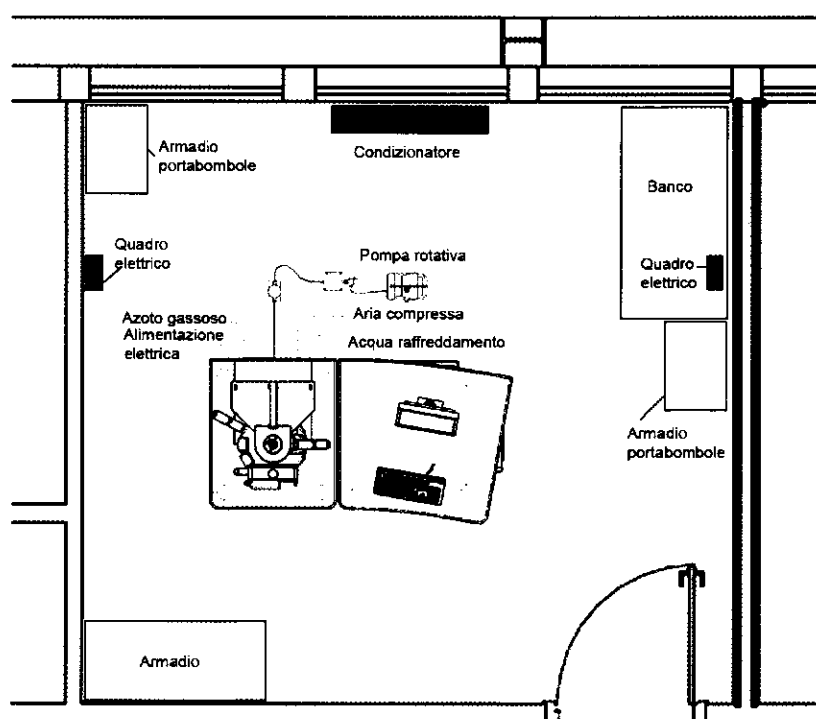 Armadio
portabombole
Condizionatore
Banco
Quadro
elettrico
Pompa rotativa
Quadro
elettrico
Azoto gassoso
Aria compressa
Alimentazione
elettrica
Acqua raffreddamento
Armadio
portabombole
Armadio